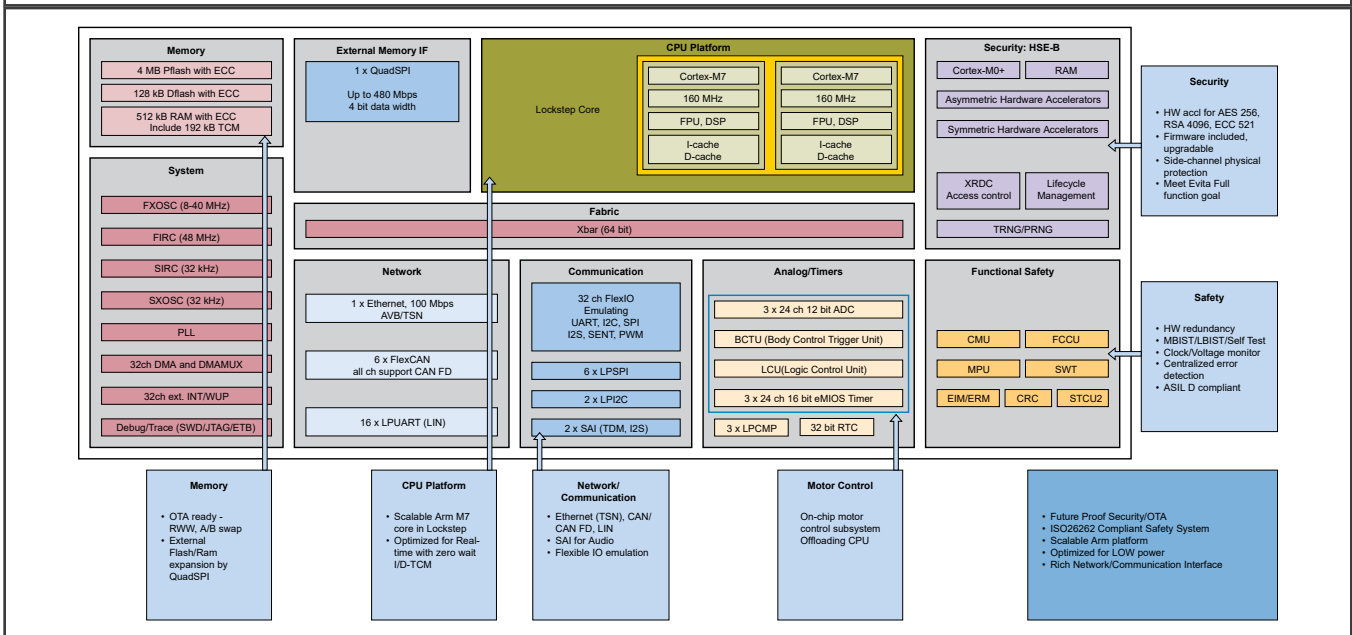 Memory
4 MB Pflash with ECC
128 kB Dflash with ECC
512 kB RAM with ECC
Include 192 kB TCM
System
FXOSC (8-40 MHz)
FIRC (48 MHz)
SIRC (32 kHz)
SXOSC (32 kHz)
PLL
32ch DMA and DMAMUX
32ch ext. INT/WUP
Debug/Trace (SWD/JTAG/ETB)
External Memory IF
1 x QuadSPI
Up to 480 Mbps
4 bit data width
CPU Platform
Lockstep Core
Cortex-M7
160 MHz
FPU, DSP
I-cache
D-cache
Cortex-M7
160 MHz
FPU, DSP
I-cache
D-cache
Fabric
Xbar (64 bit)
Network
1 x Ethernet, 100 Mbps
AVB/TSN
6 x FlexCAN
all ch support CAN FD
16 x LPUART (LIN)
Communication
32 ch FlexIO
Emulating
UART, I2C, SPI
I2S, SENT, PWM
6 x LPSPI
2 x LPI2C
2 x SAI (TDM, I2S)
Analog/Timers
3 x 24 ch 12 bit ADC
BCTU (Body Control Trigger Unit)
LCU(Logic Control Unit)
3 x 24 ch 16 bit eMIOS Timer
3 x LPCMP
32 bit RTC
Security: HSE-B
Cortex-M0+
RAM
Asymmetric Hardware Accelerators
Symmetric Hardware Accelerators
XRDC
Access control
Lifecycle
Management
TRNG/PRNG
Functional Safety
CMU
FCCU
MPU
SWT
EIM/ERM
CRC
STCU2
Security
• HW accl for AES 256,
RSA 4096, ECC 521
• Firmware included,
upgradable
• Side-channel physical
protection
• Meet Evita Full
function goal
Safety
• HW redundancy
• MBIST/LBIST/Self Test
• Clock/Voltage monitor
• Centralized error
detection
• ASIL D compliant
Memory
• OTA ready -
RWW, A/B swap
• External
Flash/Ram
expansion by
QuadSPI
CPU Platform
• Scalable Arm M7
core in Lockstep
• Optimized for Real-
time with zero wait
I/D-TCM
Network/
Communication
• Ethernet (TSN), CAN/
CAN FD, LIN
• SAI for Audio
• Flexible IO emulation
Motor Control
On-chip motor
control subsystem
Offloading CPU
• Future Proof Security/OTA
• ISO26262 Compliant Safety System
• Scalable Arm platform
• Optimized for LOW power
• Rich Network/Communication Interface